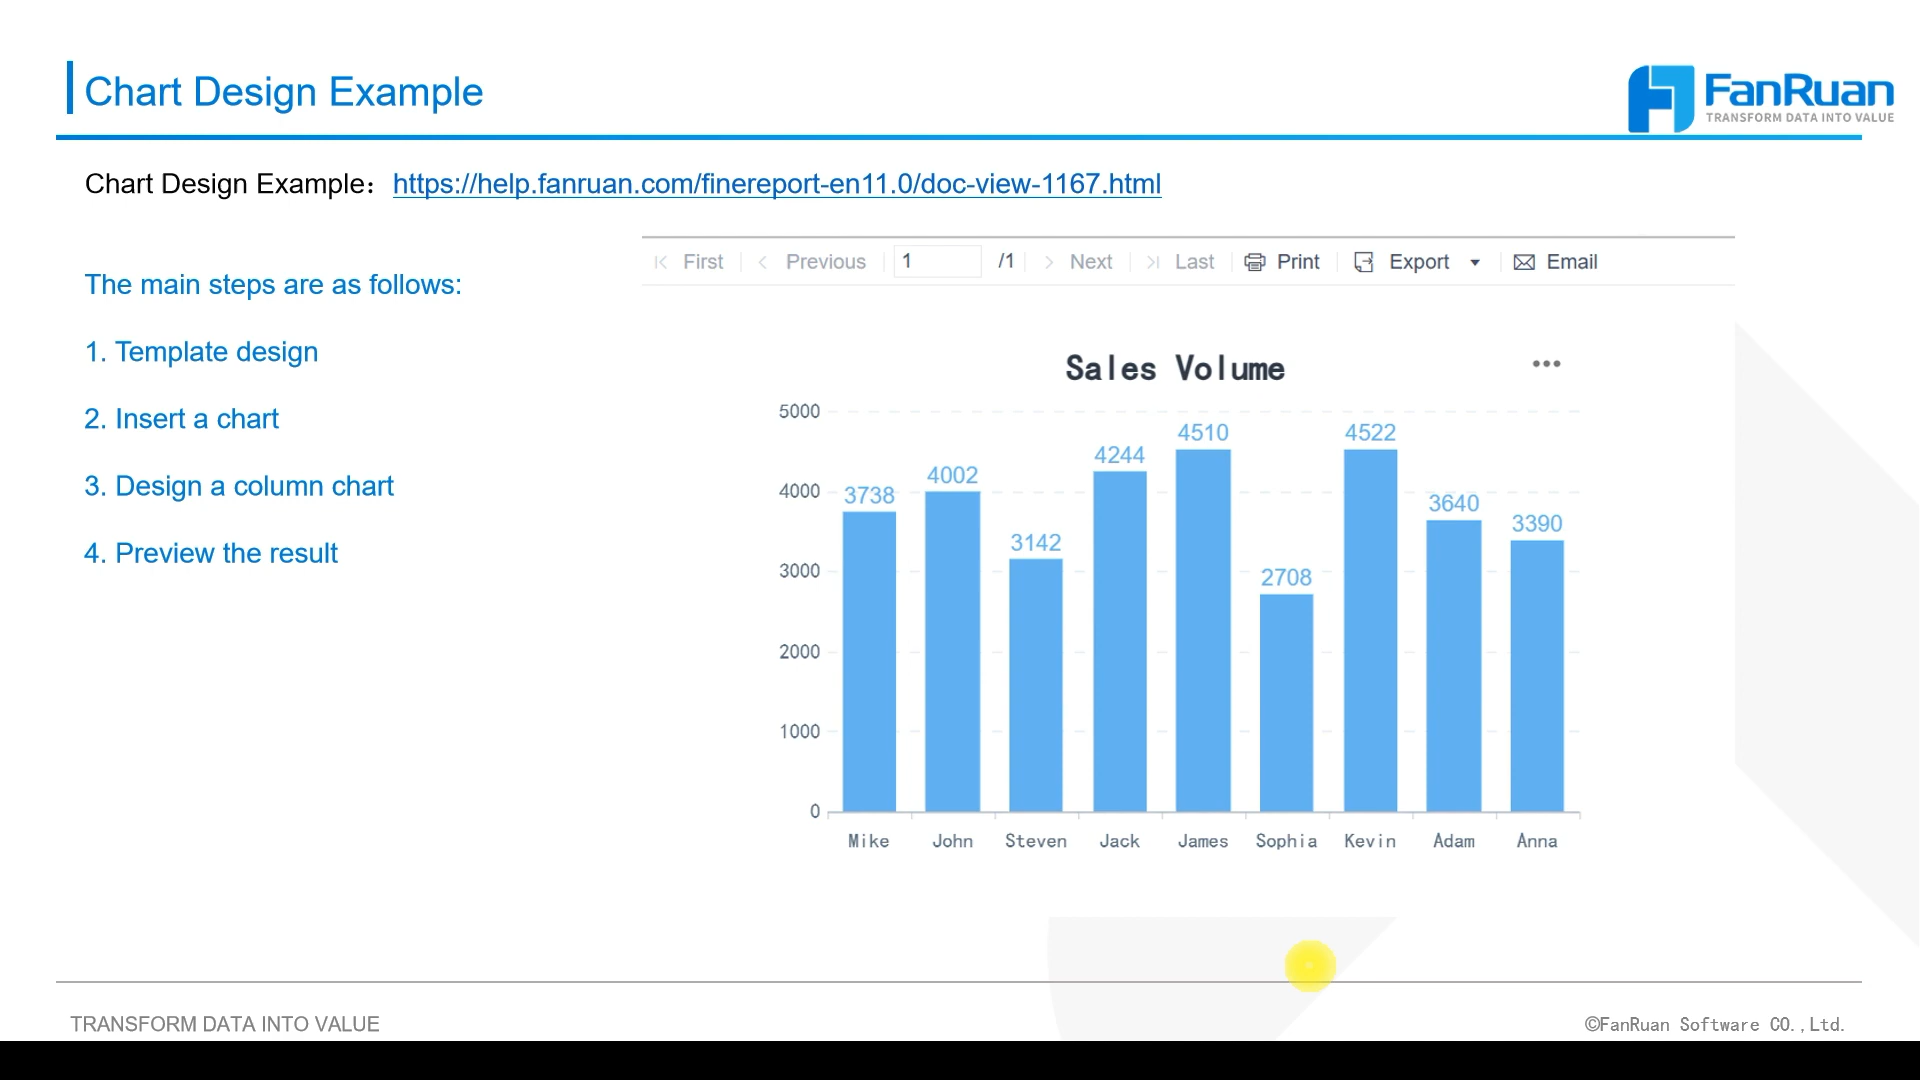 Chart Design Example
FanRuan
TRANSFORM DATA INTO VALUE
Chart Design Example：https://help.fanruan.com/finereport-en11.0/doc-view-1167.html
The main steps are as follows:
1. Template design
2. Insert a chart
3. Design a column chart
4. Preview the result
First Previous 1 /1 Next Last Print Export Email
Sales Volume
5000
4000
3000
2000
1000
0
3738 4002 3142 4244 4510 2708 4522 3640 3390
Mike John Steven Jack James Sophia Kevin Adam Anna
TRANSFORM DATA INTO VALUE
©FanRuan Software CO.,Ltd.